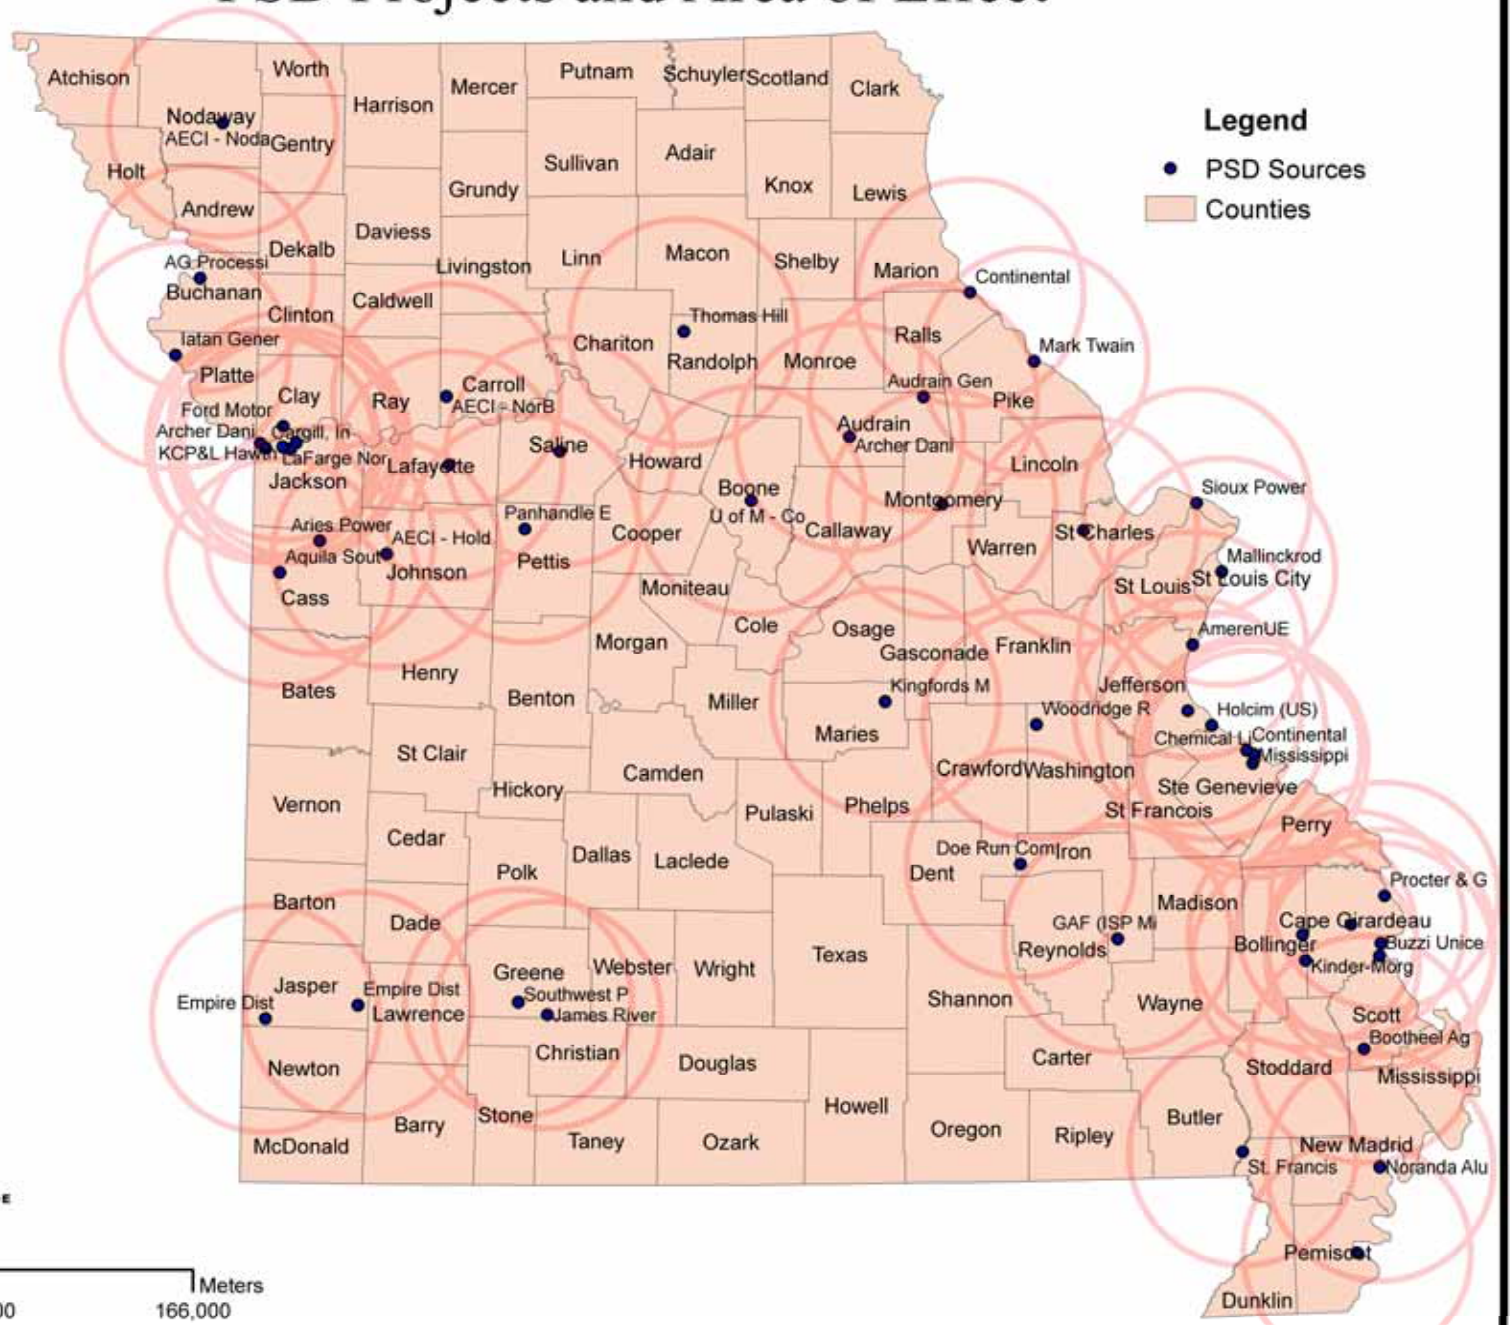 PSD Projects and Area of Effect
Legend
PSD Sources
Counties
Atchison
Worth
Nodaway
AECI - Noda
Gentry
Harrison
Mercer
Putnam
Schuyler
Scotland
Clark
Holt
Andrew
Dekalb
Daviess
Grundy
Sullivan
Adair
Knox
Lewis
AG Processi
Buchanan
Clinton
Caldwell
Livingston
Linn
Macon
Shelby
Marion
Continental
Iatan Gener
Platte
Clay
Ray
Carroll
AECI - NorB
Chariton
Thomas Hill
Randolph
Monroe
Ralls
Mark Twain
Audrain Gen
Pike
Ford Motor
Archer Dani
Cargill, In
KCP&L Hawth
LaFarge Nor
Jackson
Lafayette
Saline
Howard
Boone
U of M - Co
Audrain
Archer Dani
Callaway
Montgomery
Lincoln
Warren
St Charles
Sioux Power
Aries Power
Aquila Sout
AECI - Hold
Johnson
Cass
Panhandle E
Pettis
Cooper
Moniteau
Cole
Morgan
Osage
Gasconade
Franklin
St Louis
Mallinckrod
St Louis City
AmerenUE
Jefferson
Bates
Henry
Benton
Miller
Kingfords M
Maries
Woodridge R
Holcim (US)
Chemical Li
Continental
Mississippi
St Clair
Hickory
Camden
Crawford
Washington
Ste Genevieve
St Francois
Vernon
Cedar
Polk
Dallas
Laclede
Pulaski
Phelps
Dent
Doe Run Com
Iron
Perry
Procter & G
Barton
Dade
Greene
Webster
Wright
Texas
GAF (ISP Mi
Reynolds
Madison
Cape Girardeau
Bollinger
Buzzi Unice
Kinder-Morg
Jasper
Empire Dist
Empire Dist
Lawrence
Southwest P
James River
Christian
Douglas
Shannon
Wayne
Scott
Bootheel Ag
Newton
Carter
Stoddard
Mississippi
McDonald
Barry
Stone
Taney
Ozark
Howell
Oregon
Ripley
Butler
St. Francis
New Madrid
Noranda Alu
Pemiscot
Dunklin
Meters
166,000